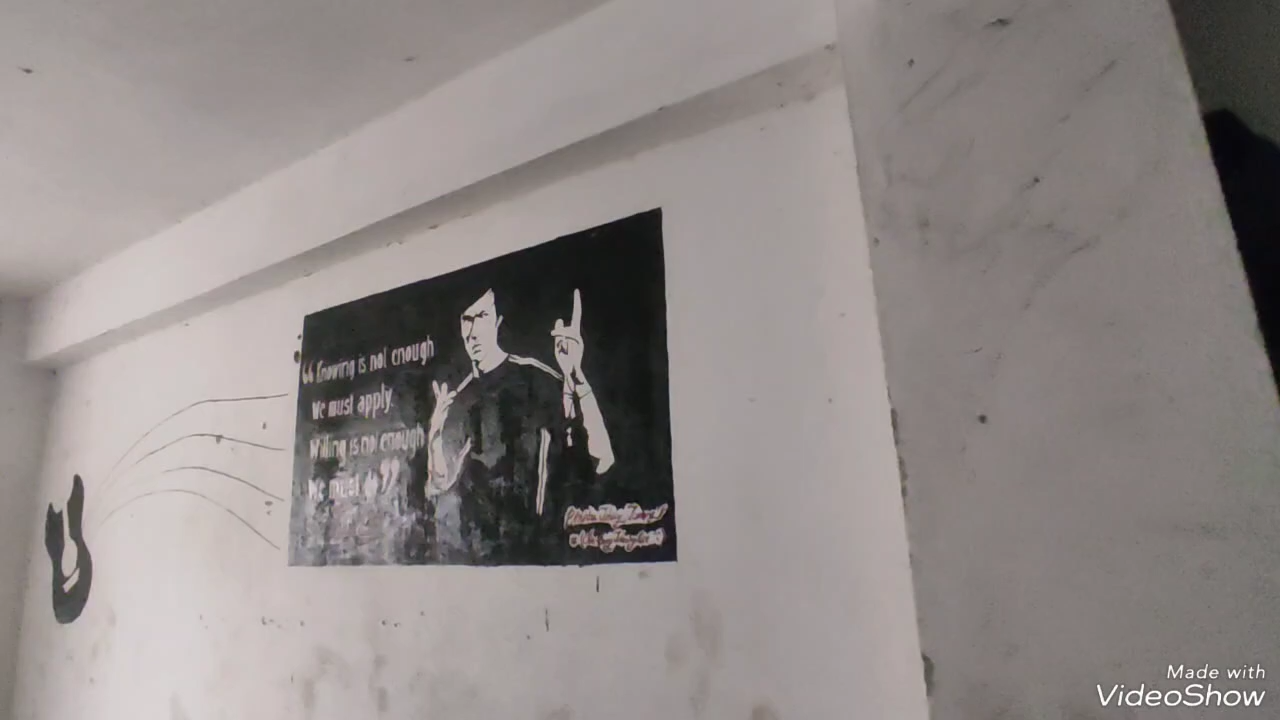 “ Knowing is not enough
We must apply
Willing is not enough
We must do ”
Made with
VideoShow